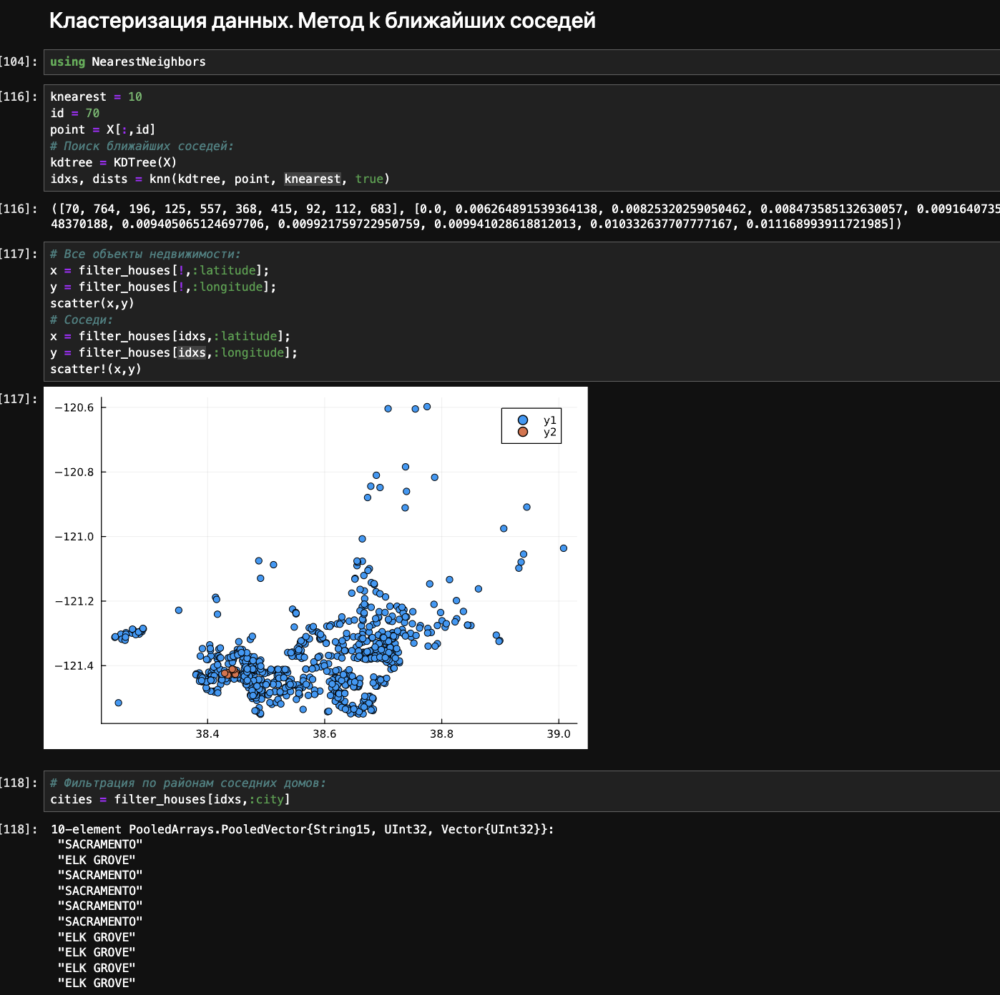 Кластеризация данных. Метод k ближайших соседей
[104]:
using NearestNeighbors
[116]:
knearest = 10
id = 70
point = X[:,id]
# Поиск ближайших соседей:
kdtree = KDTree(X)
idxs, dists = knn(kdtree, point, knearest, true)
[116]:
([70, 764, 196, 125, 557, 368, 415, 92, 112, 683], [0.0, 0.006264891539364138, 0.00825320259050462, 0.008473585132630057, 0.0091640735
48370188, 0.009405065124697706, 0.009921759722950759, 0.009941028618812013, 0.010332637707777167, 0.011168993911721985])
[117]:
# Все объекты недвижимости:
x = filter_houses[!,:latitude];
y = filter_houses[!,:longitude];
scatter(x,y)
# Соседи:
x = filter_houses[idxs,:latitude];
y = filter_houses[idxs,:longitude];
scatter!(x,y)
[117]:
−120.6
−120.8
−121.0
−121.2
−121.4
38.4
38.6
38.8
39.0
y1
y2
[118]:
# Фильтрация по районам соседних домов:
cities = filter_houses[idxs,:city]
[118]:
10-element PooledArrays.PooledVector{String15, UInt32, Vector{UInt32}}:
"SACRAMENTO"
"ELK GROVE"
"SACRAMENTO"
"SACRAMENTO"
"SACRAMENTO"
"SACRAMENTO"
"ELK GROVE"
"ELK GROVE"
"ELK GROVE"
"ELK GROVE"